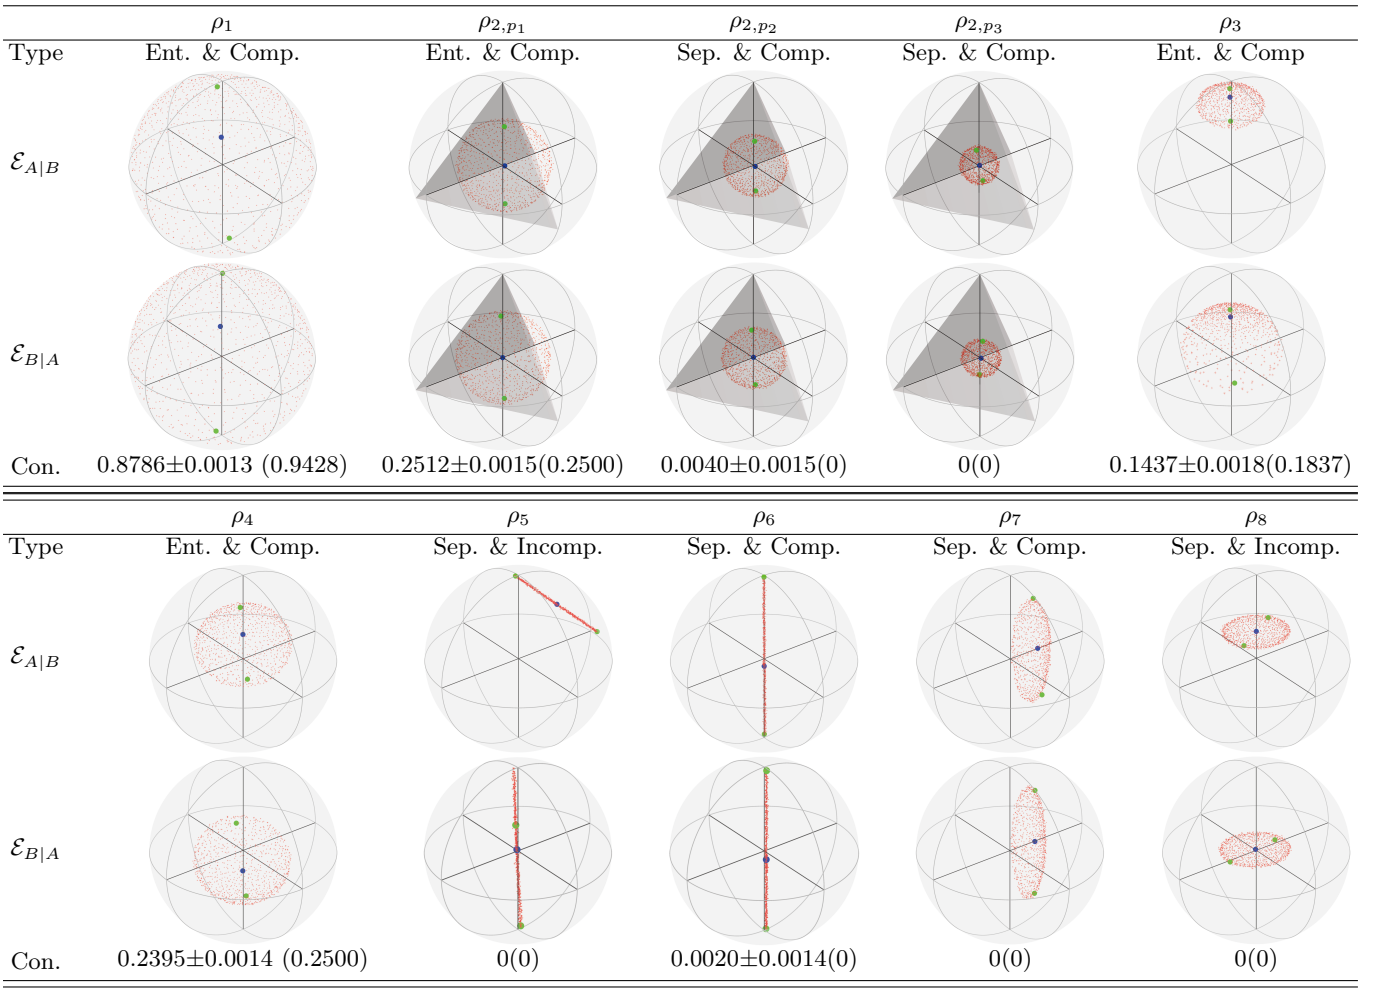 ρ₁ ρ₂,p₁ ρ₂,p₂ ρ₂,p₃ ρ₃
Type Ent. & Comp. Ent. & Comp. Sep. & Comp. Sep. & Comp. Ent. & Comp
ℰA|B
ℰB|A
Con. 0.8786±0.0013 (0.9428) 0.2512±0.0015(0.2500) 0.0040±0.0015(0) 0(0) 0.1437±0.0018(0.1837)
ρ₄ ρ₅ ρ₆ ρ₇ ρ₈
Type Ent. & Comp. Sep. & Incomp. Sep. & Comp. Sep. & Comp. Sep. & Incomp.
ℰA|B
ℰB|A
Con. 0.2395±0.0014 (0.2500) 0(0) 0.0020±0.0014(0) 0(0) 0(0)